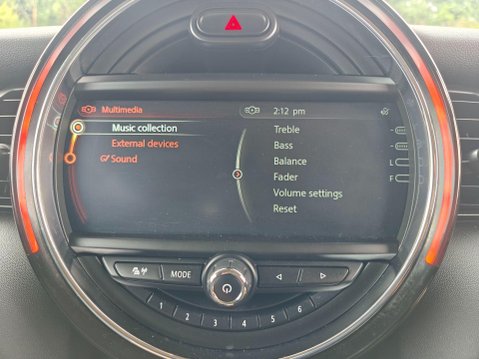 Multimedia
2:12 pm
Music collection
External devices
Sound
Treble
Bass
Balance
L
Fader
F
Volume settings
Reset
MODE
1 2 3 4 5 6